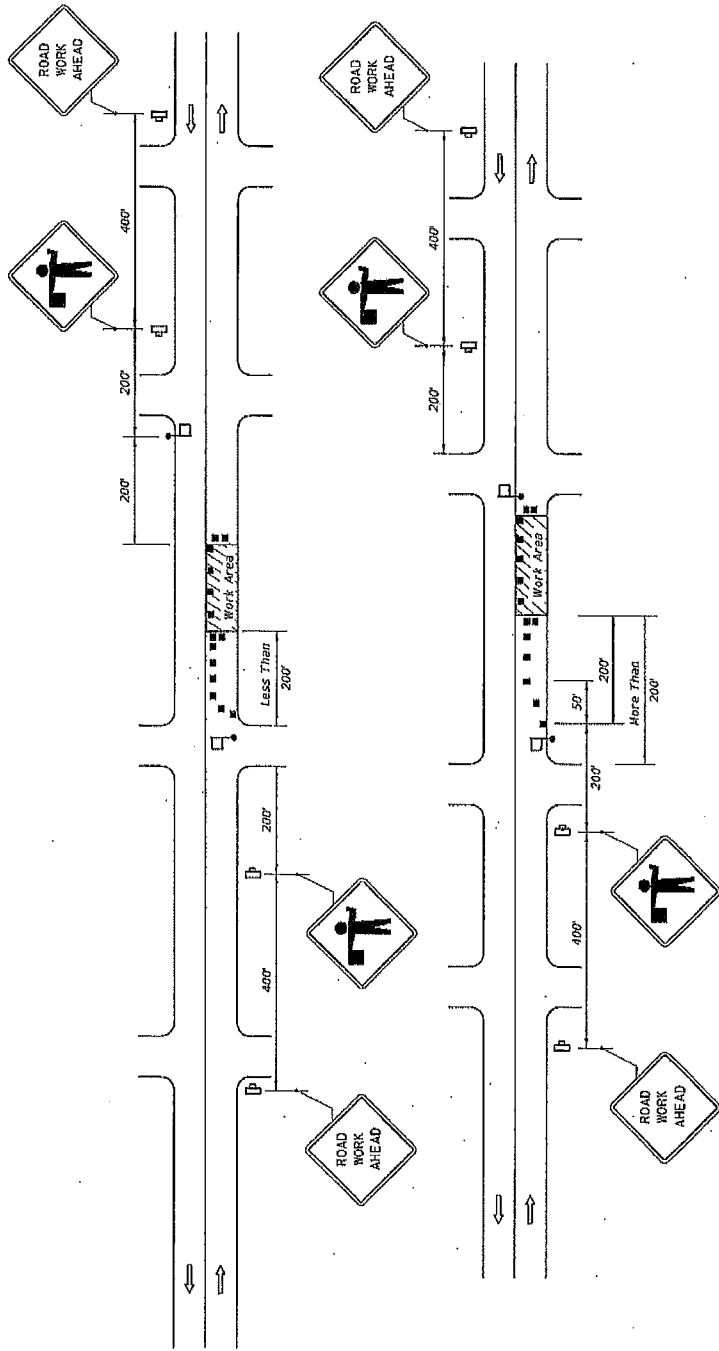 ROAD
WORK
AHEAD
400'
200'
200'
Work Area
Less Than
200'
200'
400'
ROAD
WORK
AHEAD
ROAD
WORK
AHEAD
400'
200'
Work Area
200'
50'
More Than
200'
200'
400'
ROAD
WORK
AHEAD